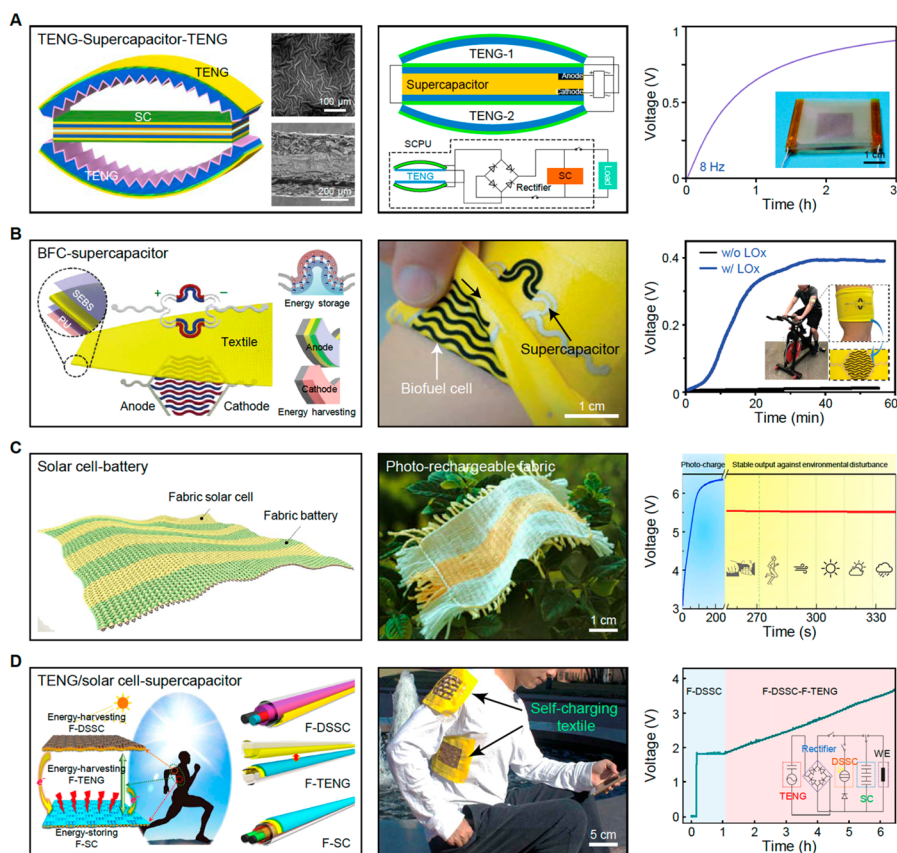 A
TENG-Supercapacitor-TENG
TENG
SC
TENG
100 µm
200 µm
TENG-1
Supercapacitor
Anode
Cathode
TENG-2
SCPU
TENG
Rectifier
SC
Load
Voltage (V)
1
0.5
0
8 Hz
1 cm
0 1 2 3
Time (h)
B
BFC-supercapacitor
SEBS
PU
+ −
Textile
Anode
Cathode
Energy storage
Anode
Cathode
Energy harvesting
Biofuel cell
Supercapacitor
1 cm
w/o LOx
w/ LOx
Voltage (V)
0.4
0.2
0
0 20 40 60
Time (min)
C
Solar cell-battery
Fabric solar cell
Fabric battery
Photo-rechargeable fabric
1 cm
Photo-charge
Stable output against environmental disturbance
Voltage (V)
6
5
4
3
0 200 270 300 330
Time (s)
D
TENG/solar cell-supercapacitor
Energy-harvesting
F-DSSC
Energy-harvesting
F-TENG
Energy-storing
F-SC
F-DSSC
F-TENG
F-SC
Self-charging
textile
5 cm
F-DSSC
F-DSSC-F-TENG
Voltage (V)
4
3
2
1
0
Rectifier
DSSC
WE
TENG
SC
0 1 2 3 4 5 6
Time (h)